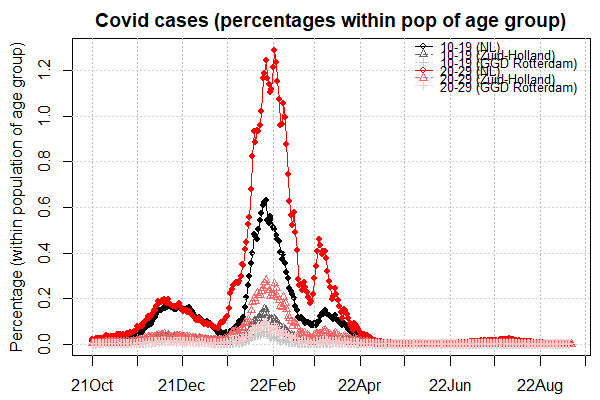 Covid cases (percentages within pop of age group)
Percentage (within population of age group)
1.2
1.0
0.8
0.6
0.4
0.2
0.0
10-19 (NL)
10-19 (Zuid-Holland)
10-19 (GGD Rotterdam)
20-29 (NL)
20-29 (Zuid-Holland)
20-29 (GGD Rotterdam)
21Oct 21Dec 22Feb 22Apr 22Jun 22Aug